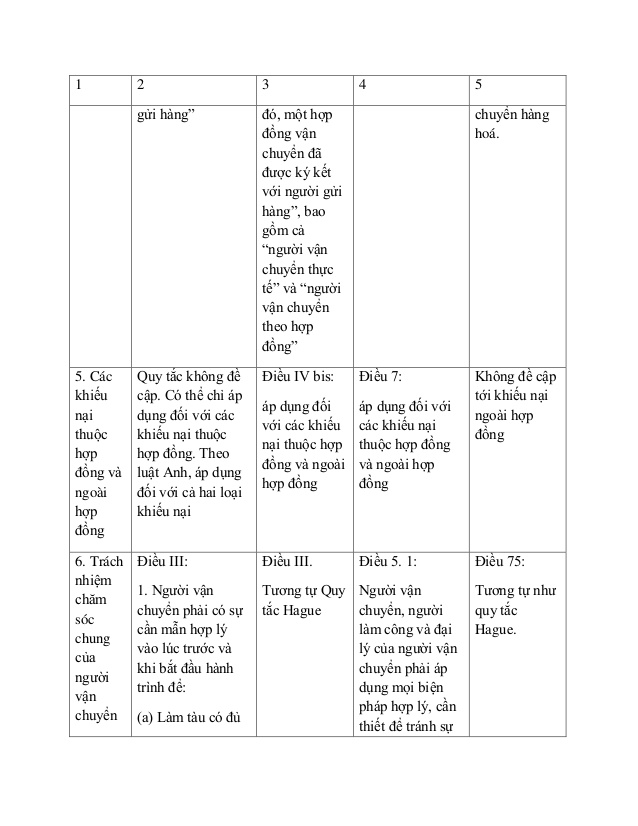 1
2
3
4
5
gửi hàng”
đó, một hợp
đồng vận
chuyển đã
được ký kết
với người gửi
hàng”, bao
gồm cả
“người vận
chuyển thực
tế” và “người
vận chuyển
theo hợp
đồng”
chuyển hàng
hoá.
5. Các
khiếu
nại
thuộc
hợp
đồng và
ngoài
hợp
đồng
Quy tắc không đề
cập. Có thể chỉ áp
dụng đối với các
khiếu nại thuộc
hợp đồng. Theo
luật Anh, áp dụng
đối với cả hai loại
khiếu nại
Điều IV bis:
áp dụng đối
với các khiếu
nại thuộc hợp
đồng và ngoài
hợp đồng
Điều 7:
áp dụng đối với
các khiếu nại
thuộc hợp đồng
và ngoài hợp
đồng
Không đề cập
tới khiếu nại
ngoài hợp
đồng
6. Trách
nhiệm
chăm
sóc
chung
của
người
vận
chuyển
Điều III:
1. Người vận
chuyển phải có sự
cần mẫn hợp lý
vào lúc trước và
khi bắt đầu hành
trình để:
(a) Làm tàu có đủ
Điều III.
Tương tự Quy
tắc Hague
Điều 5. 1:
Người vận
chuyển, người
làm công và đại
lý của người vận
chuyển phải áp
dụng mọi biện
pháp hợp lý, cần
thiết để tránh sự
Điều 75:
Tương tự như
quy tắc
Hague.